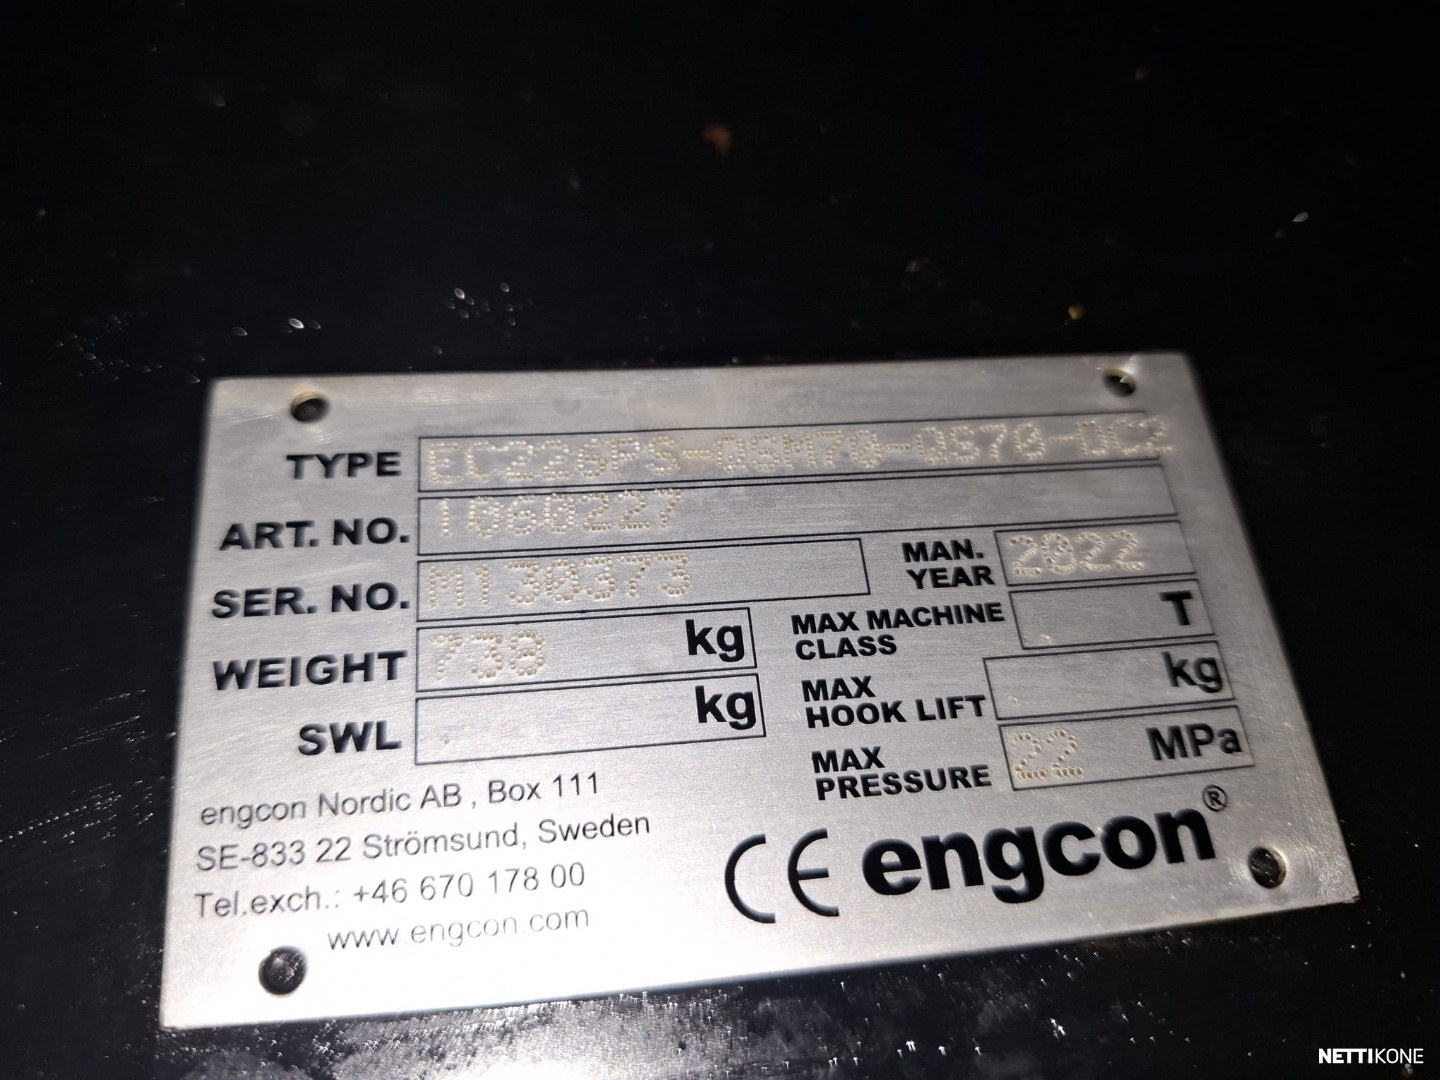 TYPE EC226PS-QSM70-QS70-DC2
ART. NO. 1060227
SER. NO. M130373
MAN. YEAR 2022
WEIGHT 738 kg
MAX MACHINE CLASS T
SWL kg
MAX HOOK LIFT kg
MAX PRESSURE 22 MPa
engcon Nordic AB , Box 111
SE-833 22 Strömsund, Sweden
Tel.exch.: +46 670 178 00
www.engcon.com
CE engcon®
NETTIKONE